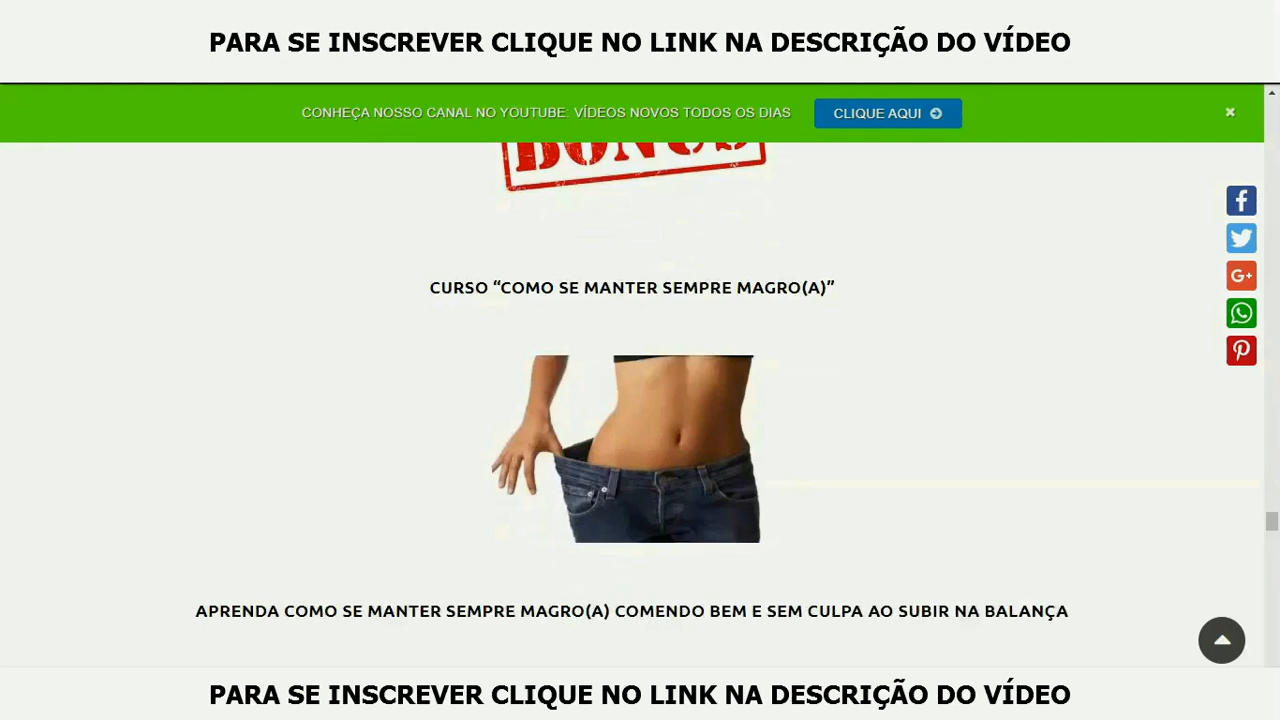 PARA SE INSCREVER CLIQUE NO LINK NA DESCRIÇÃO DO VÍDEO
CONHEÇA NOSSO CANAL NO YOUTUBE: VÍDEOS NOVOS TODOS OS DIAS CLIQUE AQUI
BONUS
CURSO “COMO SE MANTER SEMPRE MAGRO(A)”
APRENDA COMO SE MANTER SEMPRE MAGRO(A) COMENDO BEM E SEM CULPA AO SUBIR NA BALANÇA
PARA SE INSCREVER CLIQUE NO LINK NA DESCRIÇÃO DO VÍDEO